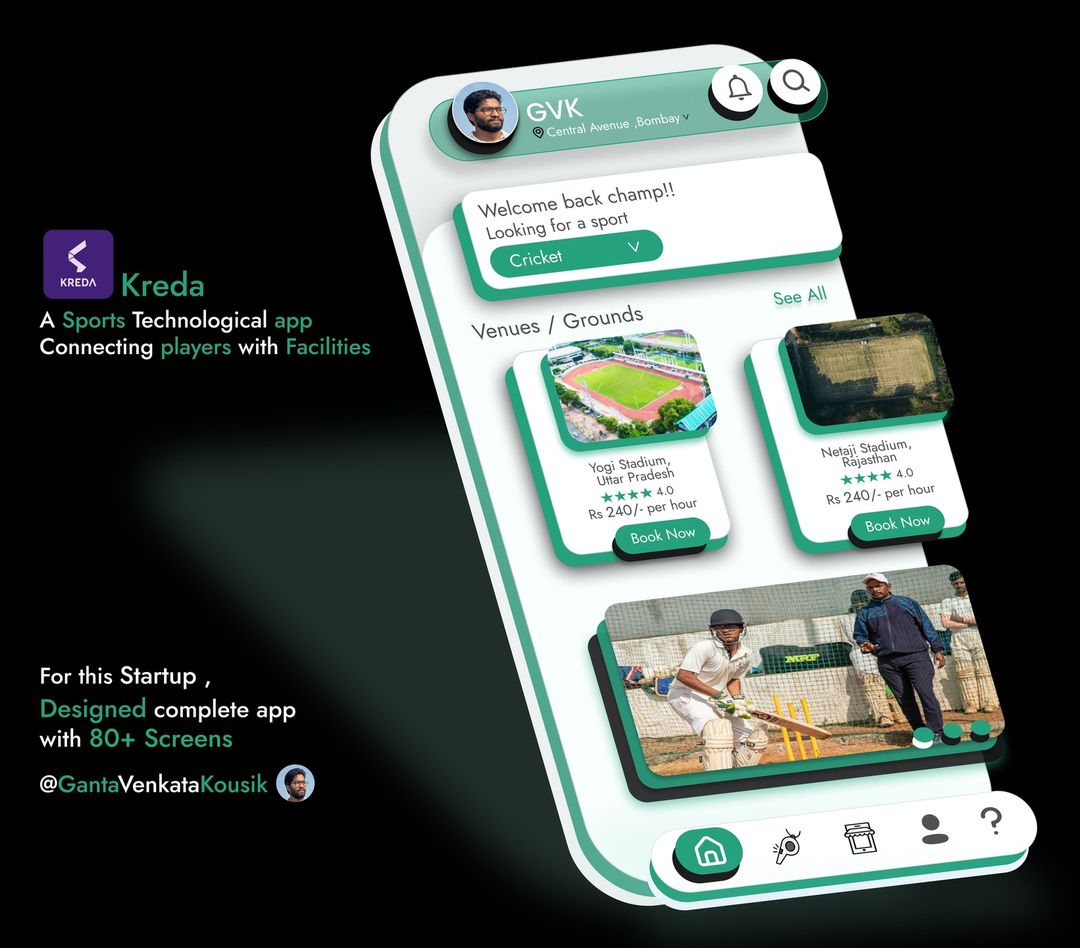 GVK
Central Avenue ,Bombay
Welcome back champ!!
Looking for a sport
Cricket
Venues / Grounds
See All
Yogi Stadium,
Uttar Pradesh
4.0
Rs 240/- per hour
Book Now
Netaji Stadium,
Rajasthan
4.0
Rs 240/- per hour
Book Now
MRF
?
KREDA
Kreda
A Sports Technological app
Connecting players with Facilities
For this Startup ,
Designed complete app
with 80+ Screens
@GantaVenkataKousik